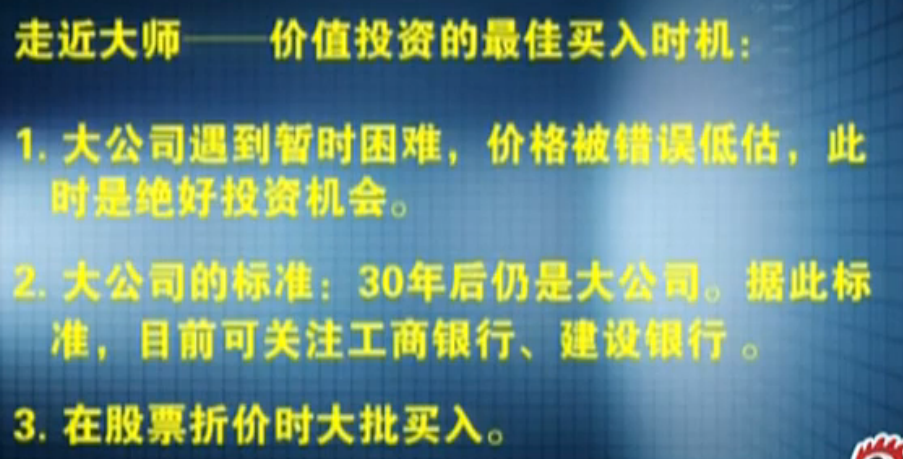 走近大师——价值投资的最佳买入时机：
1. 大公司遇到暂时困难，价格被错误低估，此
时是绝好投资机会。
2. 大公司的标准：30年后仍是大公司。据此标
准，目前可关注工商银行、建设银行 。
3. 在股票折价时大批买入。